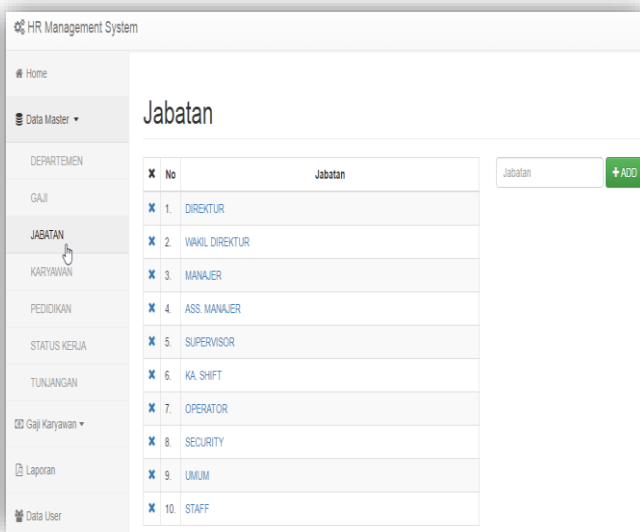 HR Management System
Home
Data Master
DEPARTEMEN
GAJI
JABATAN
KARYAWAN
PEDIDIKAN
STATUS KERJA
TUNJANGAN
Gaji Karyawan
Laporan
Data User
Jabatan
No Jabatan
1. DIREKTUR
2. WAKIL DIREKTUR
3. MANAJER
4. ASS. MANAJER
5. SUPERVISOR
6. KA. SHIFT
7. OPERATOR
8. SECURITY
9. UMUM
10. STAFF
Jabatan
+ ADD